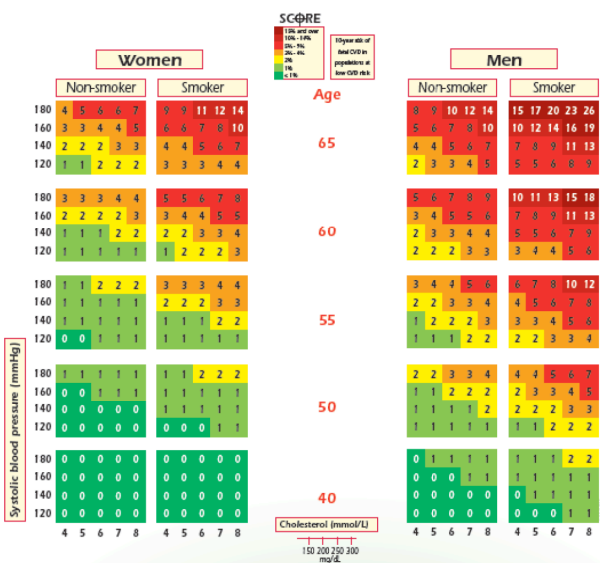 SCORE
15% and over
10% - 14%
5% - 9%
3% - 4%
2%
1%
< 1%
10-year risk of
fatal CVD in
populations at
low CVD risk
Women
Men
Non-smoker Smoker
Age
Non-smoker Smoker
180 4 5 6 6 7 9 9 11 12 14 8 9 10 12 14 15 17 20 23 26
160 3 3 4 4 5 6 6 7 8 10 5 6 7 8 10 10 12 14 16 19
65
140 2 2 2 3 3 4 4 5 6 7 4 4 5 6 7 7 8 9 11 13
120 1 1 2 2 2 3 3 3 4 4 2 3 3 4 5 5 5 6 8 9
180 3 3 3 4 4 5 5 6 7 8 5 6 7 8 9 10 11 13 15 18
160 2 2 2 2 3 3 4 4 5 5 3 4 5 5 6 7 8 9 11 13
60
140 1 1 1 2 2 2 2 3 3 4 2 3 3 4 4 5 5 6 7 9
120 1 1 1 1 1 1 2 2 2 3 2 2 2 3 3 3 4 4 5 6
180 1 1 2 2 2 3 3 3 4 4 3 4 4 5 6 6 7 8 10 12
160 1 1 1 1 1 2 2 2 3 3 2 2 3 3 4 4 5 6 7 8
55
140 1 1 1 1 1 1 1 1 2 2 1 2 2 2 3 3 3 4 5 6
120 0 0 1 1 1 1 1 1 1 1 1 1 1 2 2 2 2 3 3 4
180 1 1 1 1 1 1 1 2 2 2 2 2 3 3 4 4 4 5 6 7
160 0 0 1 1 1 1 1 1 1 1 1 1 2 2 2 2 3 3 4 5
50
140 0 0 0 0 0 1 1 1 1 1 1 1 1 1 2 2 2 2 3 3
120 0 0 0 0 0 0 0 0 1 1 1 1 1 1 1 1 1 2 2 2
180 0 0 0 0 0 0 0 0 0 0 0 1 1 1 1 1 1 1 2 2
160 0 0 0 0 0 0 0 0 0 0 0 0 0 1 1 1 1 1 1 1
140 0 0 0 0 0 0 0 0 0 0 0 0 0 0 0 0 1 1 1 1
40
120 0 0 0 0 0 0 0 0 0 0 0 0 0 0 0 0 0 0 1 1
4 5 6 7 8 4 5 6 7 8 4 5 6 7 8 4 5 6 7 8
Systolic blood pressure (mmHg)
Cholesterol (mmol/L)
150 200 250 300
mg/dL